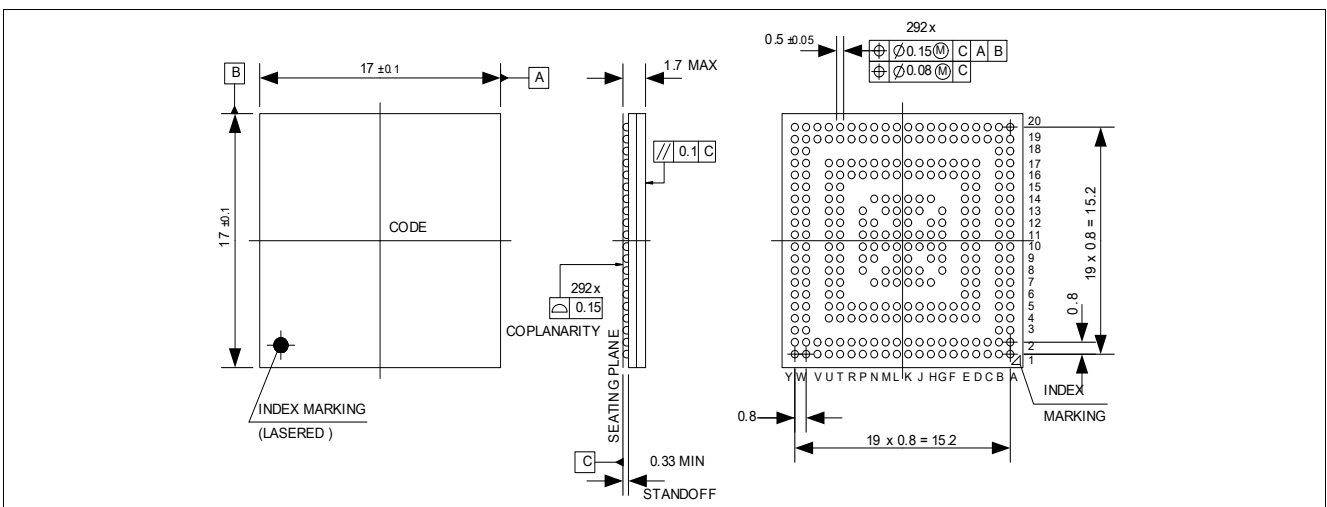 B
17 ±0.1
A
17 ±0.1
CODE
INDEX MARKING
(LASERED )
1.7 MAX
// 0.1 C
292x
0.15
COPLANARITY
SEATING PLANE
C
0.33 MIN
STANDOFF
0.5 ±0.05
292x
Ø0.15 Ⓜ C A B
Ø0.08 Ⓜ C
20
19
18
17
16
15
14
13
12
11
10
9
8
7
6
5
4
3
2
1
Y W V U T R P N M L K J H G F E D C B A
19 x 0.8 = 15.2
0.8
INDEX
MARKING
0.8
19 x 0.8 = 15.2